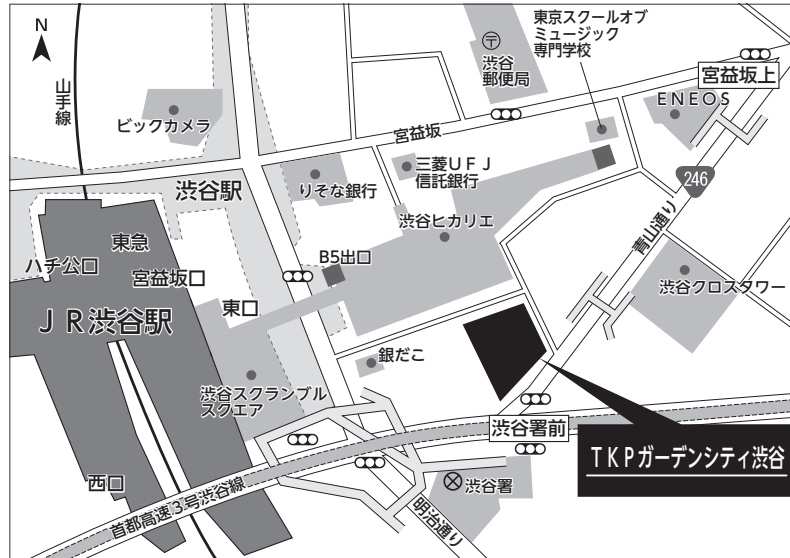 N
山手線
ビックカメラ
〒
渋谷
郵便局
東京スクールオブ
ミュージック
専門学校
宮益坂上
ENEOS
宮益坂
246
青山通り
三菱UFJ
信託銀行
りそな銀行
渋谷駅
渋谷ヒカリエ
B5出口
東急
ハチ公口
宮益坂口
東口
JR渋谷駅
渋谷クロスタワー
銀だこ
渋谷スクランブル
スクエア
渋谷署前
TKPガーデンシティ渋谷
西口
首都高速3号渋谷線
渋谷署
明治通り